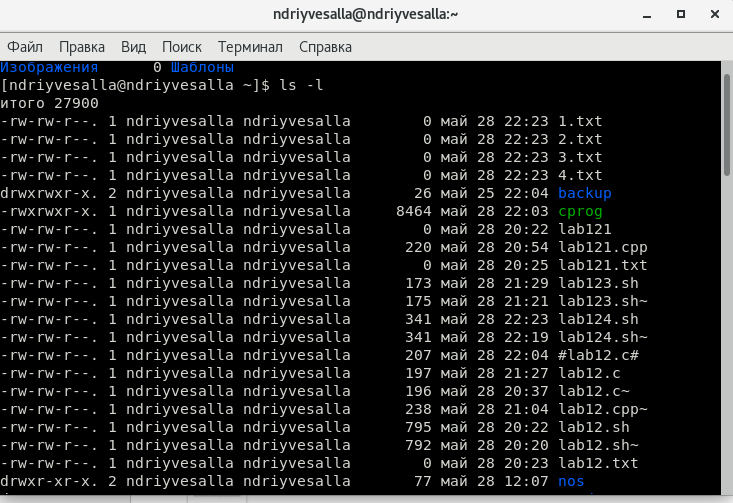 ndriyvesalla@ndriyvesalla:~
Файл Правка Вид Поиск Терминал Справка
Изображения 0 Шаблоны
[ndriyvesalla@ndriyvesalla ~]$ ls -l
итого 27900
-rw-rw-r--. 1 ndriyvesalla ndriyvesalla 0 май 28 22:23 1.txt
-rw-rw-r--. 1 ndriyvesalla ndriyvesalla 0 май 28 22:23 2.txt
-rw-rw-r--. 1 ndriyvesalla ndriyvesalla 0 май 28 22:23 3.txt
-rw-rw-r--. 1 ndriyvesalla ndriyvesalla 0 май 28 22:23 4.txt
drwxrwxr-x. 2 ndriyvesalla ndriyvesalla 26 май 25 22:04 backup
-rwxrwxr-x. 1 ndriyvesalla ndriyvesalla 8464 май 28 22:03 cprog
-rw-rw-r--. 1 ndriyvesalla ndriyvesalla 0 май 28 20:22 lab121
-rw-rw-r--. 1 ndriyvesalla ndriyvesalla 220 май 28 20:54 lab121.cpp
-rw-rw-r--. 1 ndriyvesalla ndriyvesalla 0 май 28 20:25 lab121.txt
-rw-rw-r--. 1 ndriyvesalla ndriyvesalla 173 май 28 21:29 lab123.sh
-rw-rw-r--. 1 ndriyvesalla ndriyvesalla 175 май 28 21:21 lab123.sh~
-rw-rw-r--. 1 ndriyvesalla ndriyvesalla 341 май 28 22:23 lab124.sh
-rw-rw-r--. 1 ndriyvesalla ndriyvesalla 341 май 28 22:19 lab124.sh~
-rw-rw-r--. 1 ndriyvesalla ndriyvesalla 207 май 28 22:04 #lab12.c#
-rw-rw-r--. 1 ndriyvesalla ndriyvesalla 197 май 28 21:27 lab12.c
-rw-rw-r--. 1 ndriyvesalla ndriyvesalla 196 май 28 20:37 lab12.c~
-rw-rw-r--. 1 ndriyvesalla ndriyvesalla 238 май 28 21:04 lab12.cpp~
-rw-rw-r--. 1 ndriyvesalla ndriyvesalla 795 май 28 20:22 lab12.sh
-rw-rw-r--. 1 ndriyvesalla ndriyvesalla 792 май 28 20:20 lab12.sh~
-rw-rw-r--. 1 ndriyvesalla ndriyvesalla 0 май 28 20:23 lab12.txt
drwxr-xr-x. 2 ndriyvesalla ndriyvesalla 77 май 28 12:07 nos